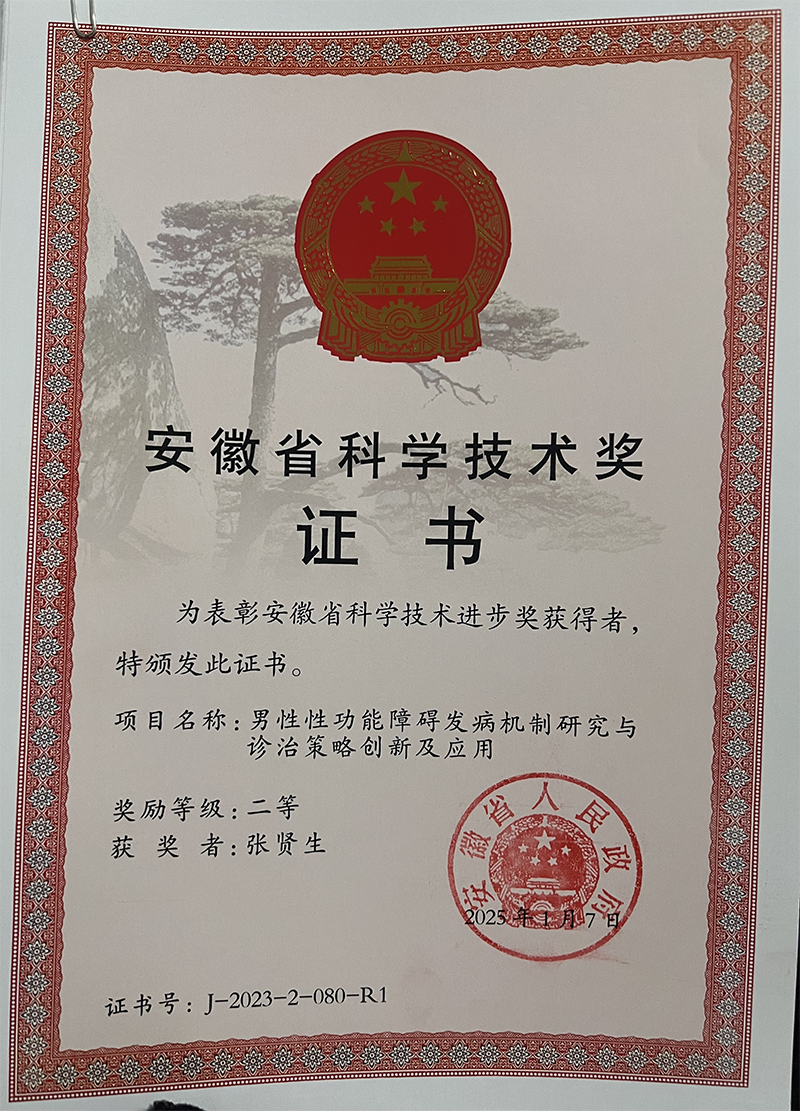 安徽省科学技术奖
证书
为表彰安徽省科学技术进步奖获得者，
特颁发此证书。
项目名称：男性性功能障碍发病机制研究与
诊治策略创新及应用
奖励等级：二等
获奖者：张贤生
安徽省人民政府
2025年1月7日
证书号：J-2023-2-080-R1